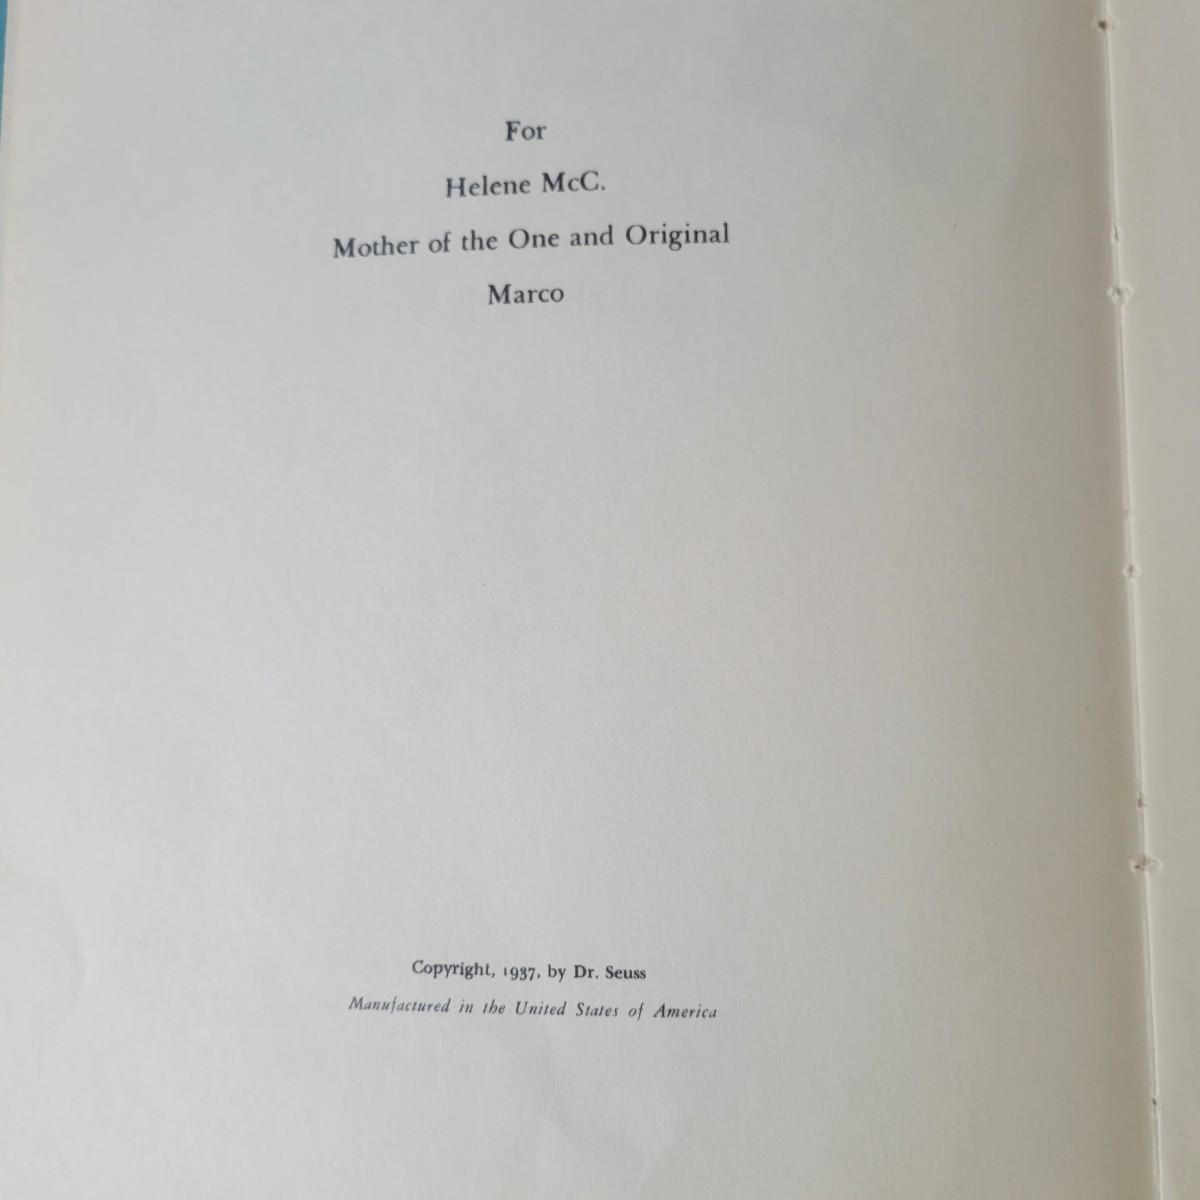 For
Helene McC.
Mother of the One and Original
Marco
Copyright, 1937, by Dr. Seuss
Manufactured in the United States of America